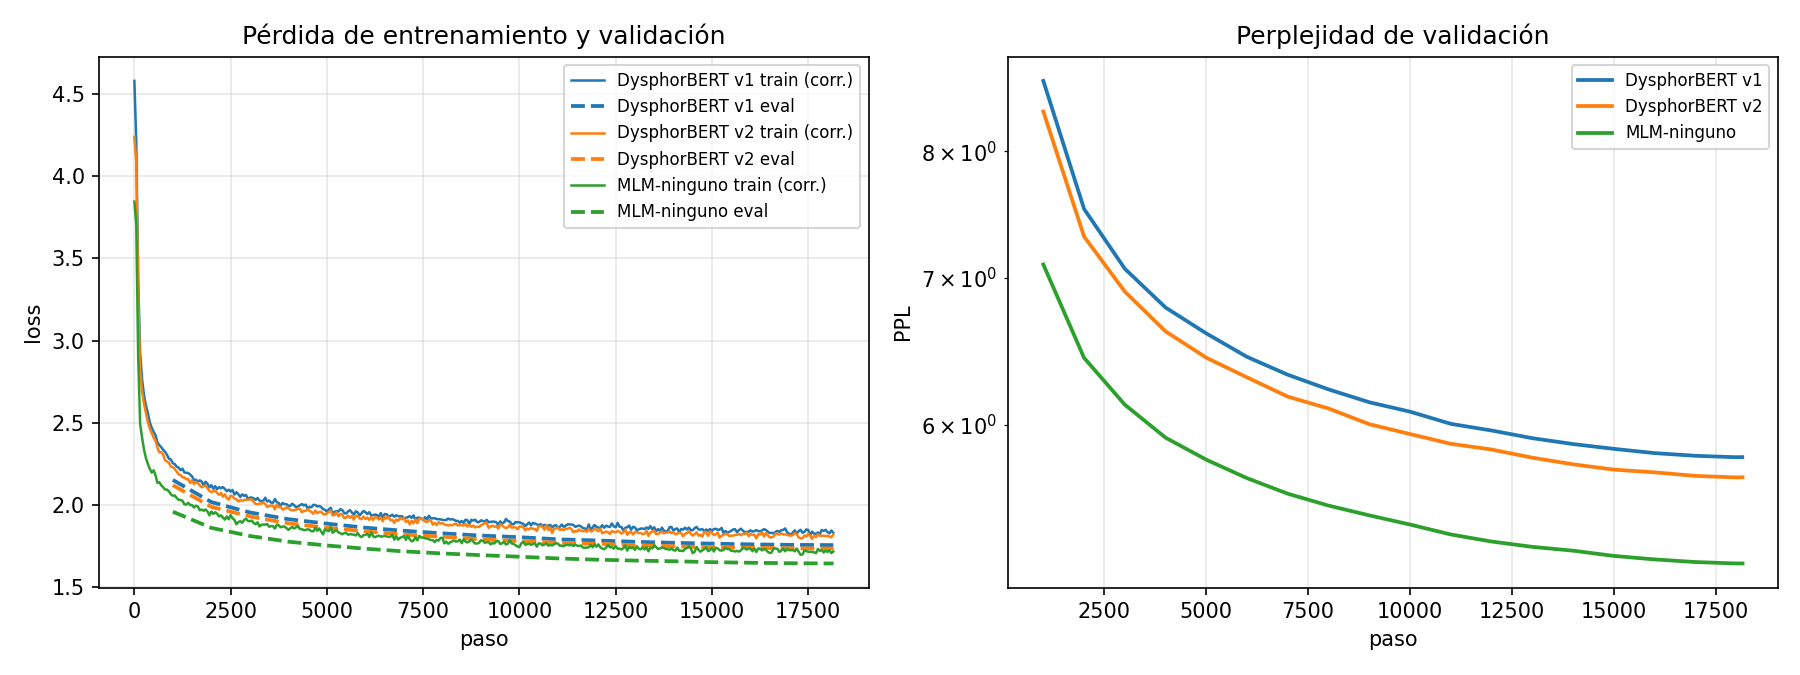 Pérdida de entrenamiento y validación
4.5
4.0
3.5
3.0
2.5
2.0
1.5
loss
0
2500
5000
7500
10000
12500
15000
17500
paso
DysphorBERT v1 train (corr.)
DysphorBERT v1 eval
DysphorBERT v2 train (corr.)
DysphorBERT v2 eval
MLM-ninguno train (corr.)
MLM-ninguno eval
Perplejidad de validación
8 × 10⁰
7 × 10⁰
6 × 10⁰
PPL
2500
5000
7500
10000
12500
15000
17500
paso
DysphorBERT v1
DysphorBERT v2
MLM-ninguno